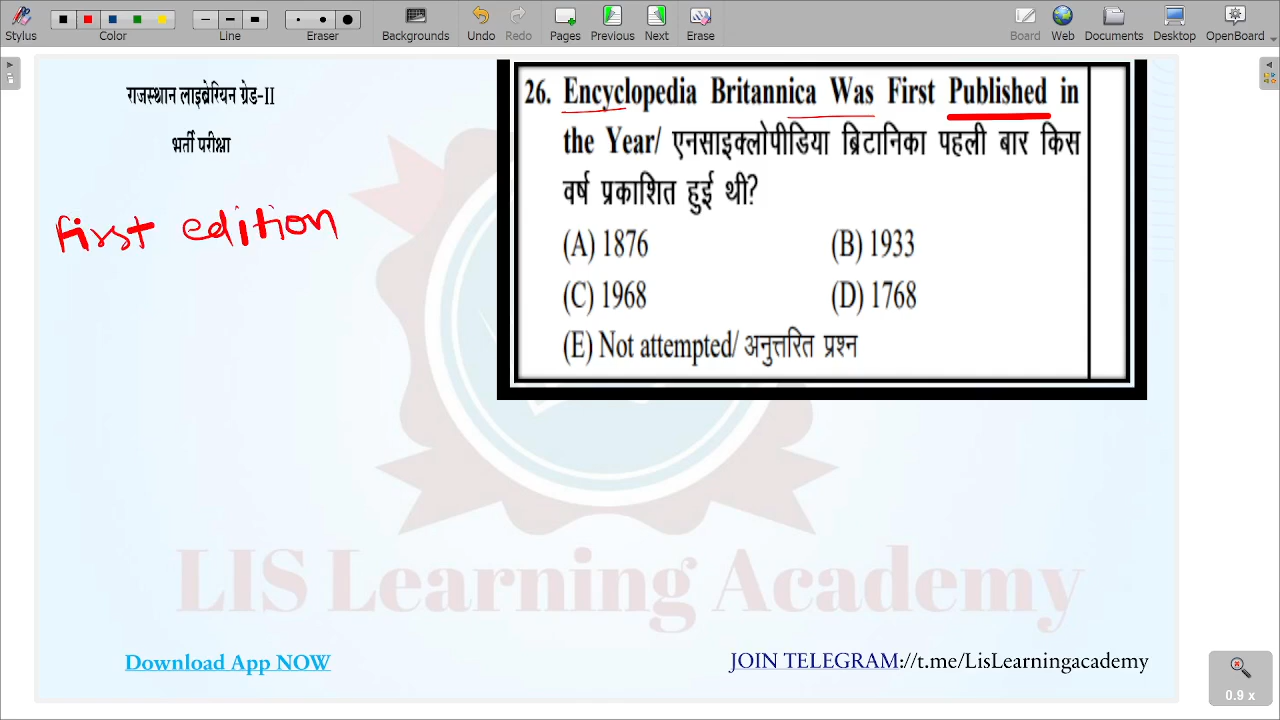 Stylus
Color
Line
Eraser
Backgrounds
Undo
Redo
Pages
Previous
Next
Erase
Board
Web
Documents
Desktop
OpenBoard
राजस्थान लाइब्रेरियन ग्रेड-II
भर्ती परीक्षा
first edition
26. Encyclopedia Britannica Was First Published in
the Year/ एनसाइक्लोपीडिया ब्रिटानिका पहली बार किस
वर्ष प्रकाशित हुई थी?
(A) 1876
(B) 1933
(C) 1968
(D) 1768
(E) Not attempted/ अनुत्तरित प्रश्न
LIS Learning Academy
Download App NOW
JOIN TELEGRAM://t.me/LisLearningacademy
0.9 x